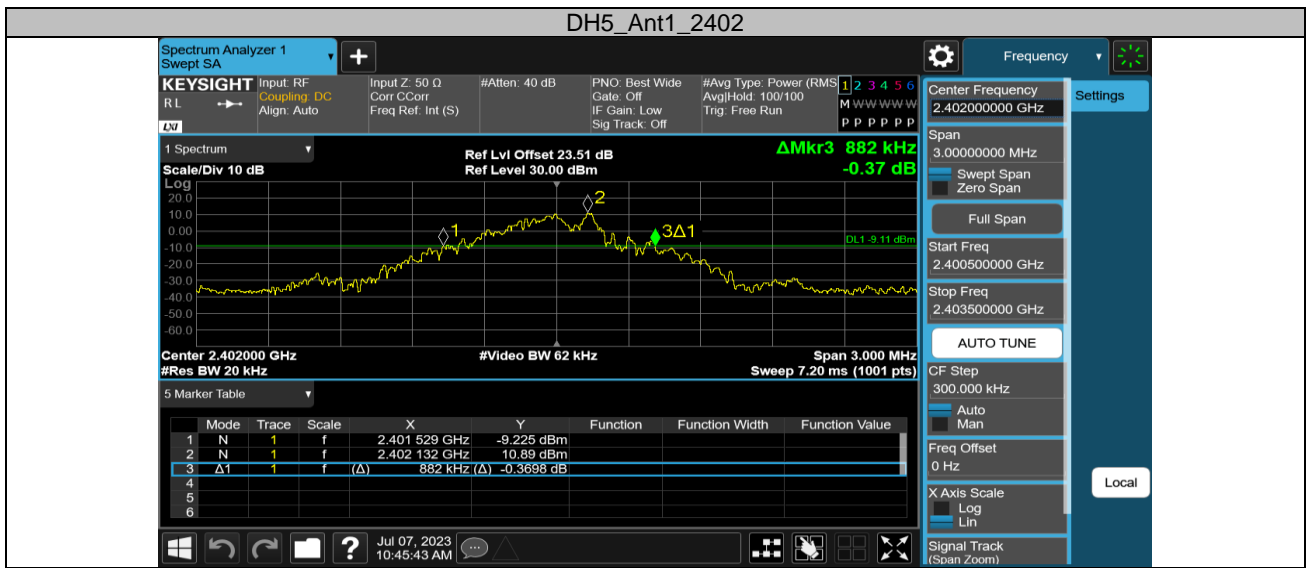 DH5_Ant1_2402
Spectrum Analyzer 1
Swept SA
Frequency
KEYSIGHT
R L
LXI
Input: RF
Coupling: DC
Align: Auto
Input Z: 50 Ω
Corr CCorr
Freq Ref: Int (S)
#Atten: 40 dB
PNO: Best Wide
Gate: Off
IF Gain: Low
Sig Track: Off
#Avg Type: Power (RMS
Avg|Hold: 100/100
Trig: Free Run
1 2 3 4 5 6
M W W W W W
P P P P P P
1 Spectrum
Scale/Div 10 dB
Ref Lvl Offset 23.51 dB
Ref Level 30.00 dBm
ΔMkr3 882 kHz
-0.37 dB
Log
20.0
10.0
0.00
-10.0
-20.0
-30.0
-40.0
-50.0
-60.0
1
2
3Δ1
DL1 -9.11 dBm
Center 2.402000 GHz
#Res BW 20 kHz
#Video BW 62 kHz
Span 3.000 MHz
Sweep 7.20 ms (1001 pts)
5 Marker Table
Mode Trace Scale X Y Function Function Width Function Value
1 N 1 f 2.401 529 GHz -9.225 dBm
2 N 1 f 2.402 132 GHz 10.89 dBm
3 Δ1 1 f (Δ) 882 kHz (Δ) -0.3698 dB
4
5
6
Jul 07, 2023
10:45:43 AM
Center Frequency
2.402000000 GHz
Settings
Span
3.00000000 MHz
Swept Span
Zero Span
Full Span
Start Freq
2.400500000 GHz
Stop Freq
2.403500000 GHz
AUTO TUNE
CF Step
300.000 kHz
Auto
Man
Freq Offset
0 Hz
X Axis Scale
Log
Lin
Local
Signal Track
(Span Zoom)